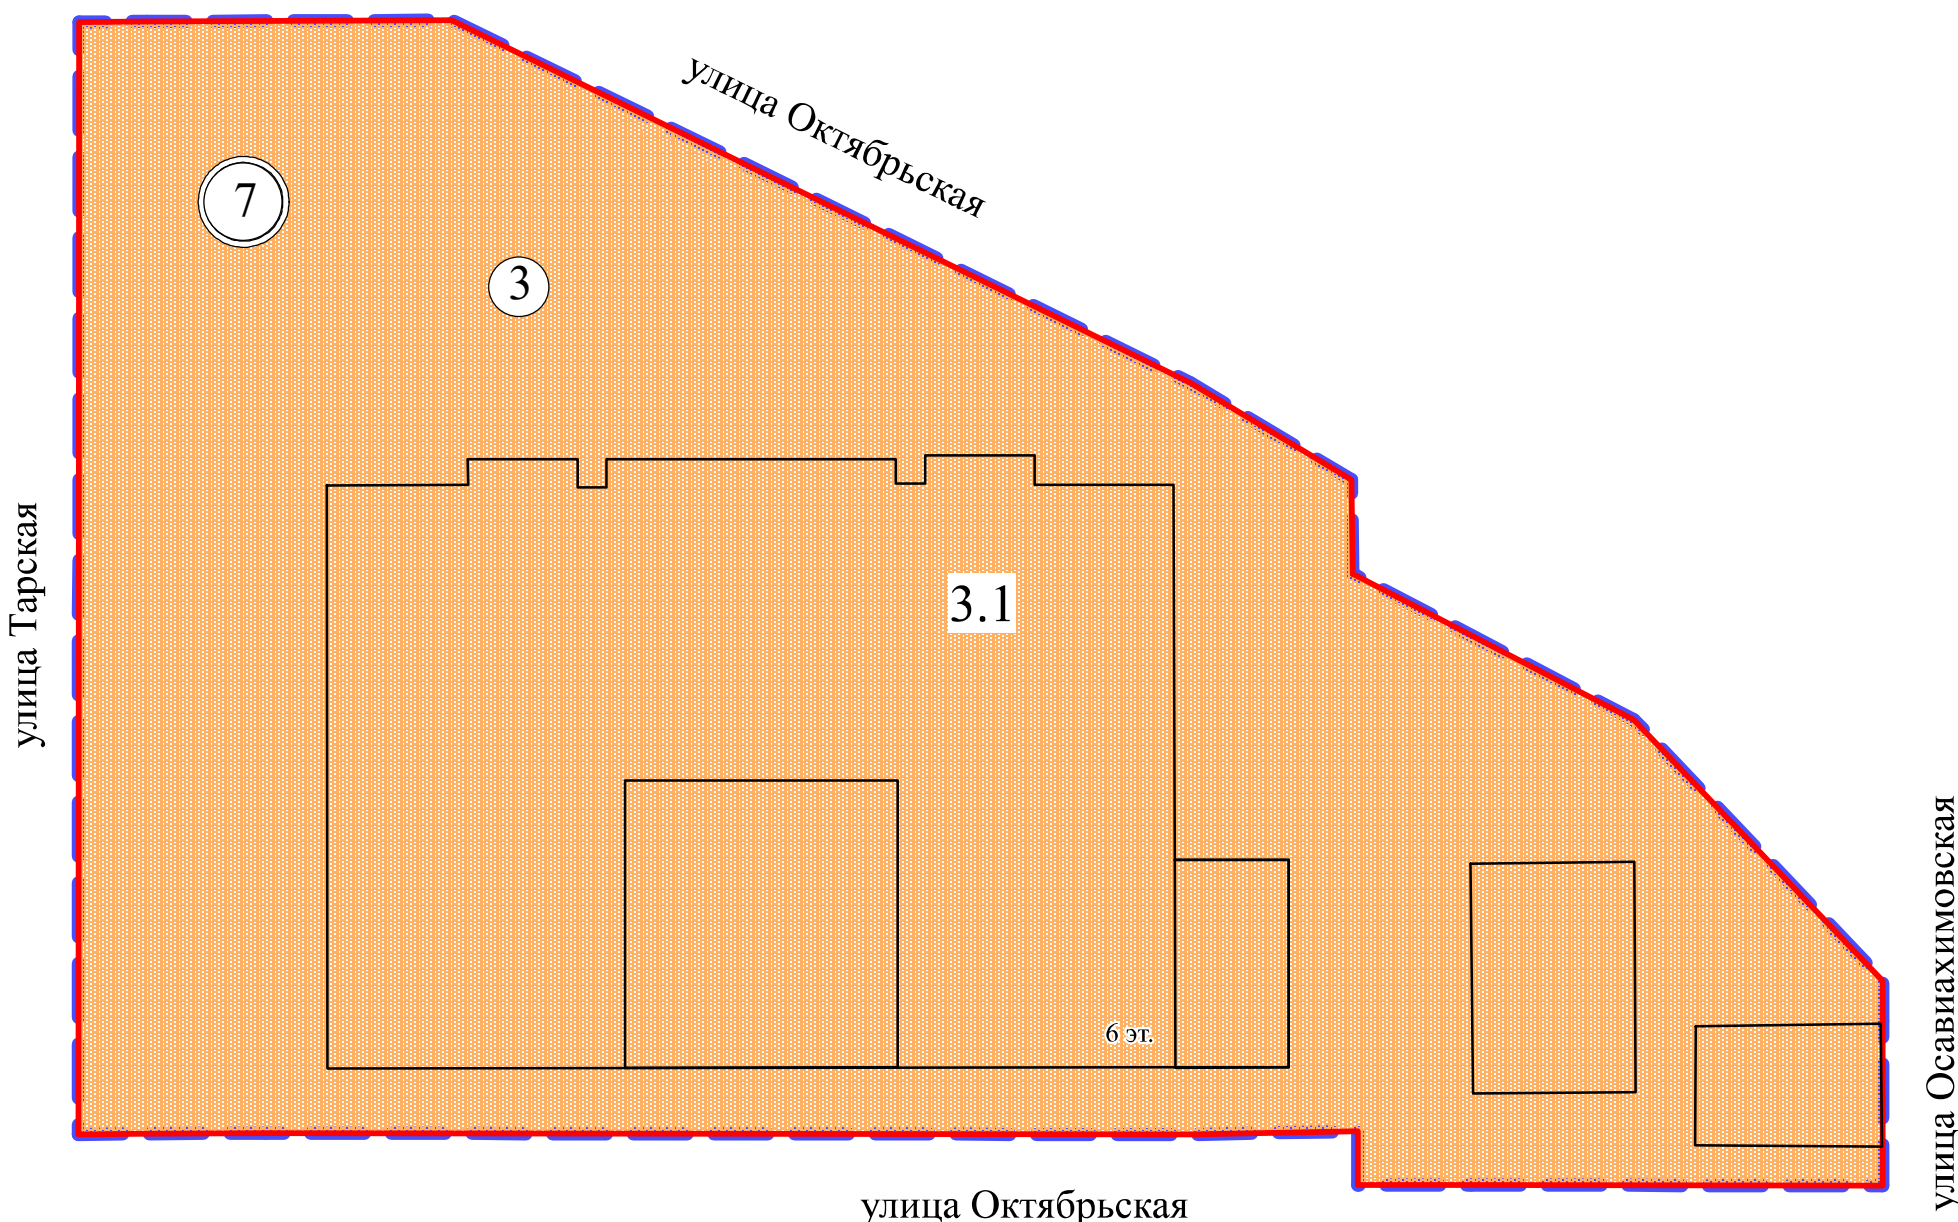 улица Октябрьская
7
3
улица Тарская
3.1
улица Осавиахимовская
6 эт.
улица Октябрьская